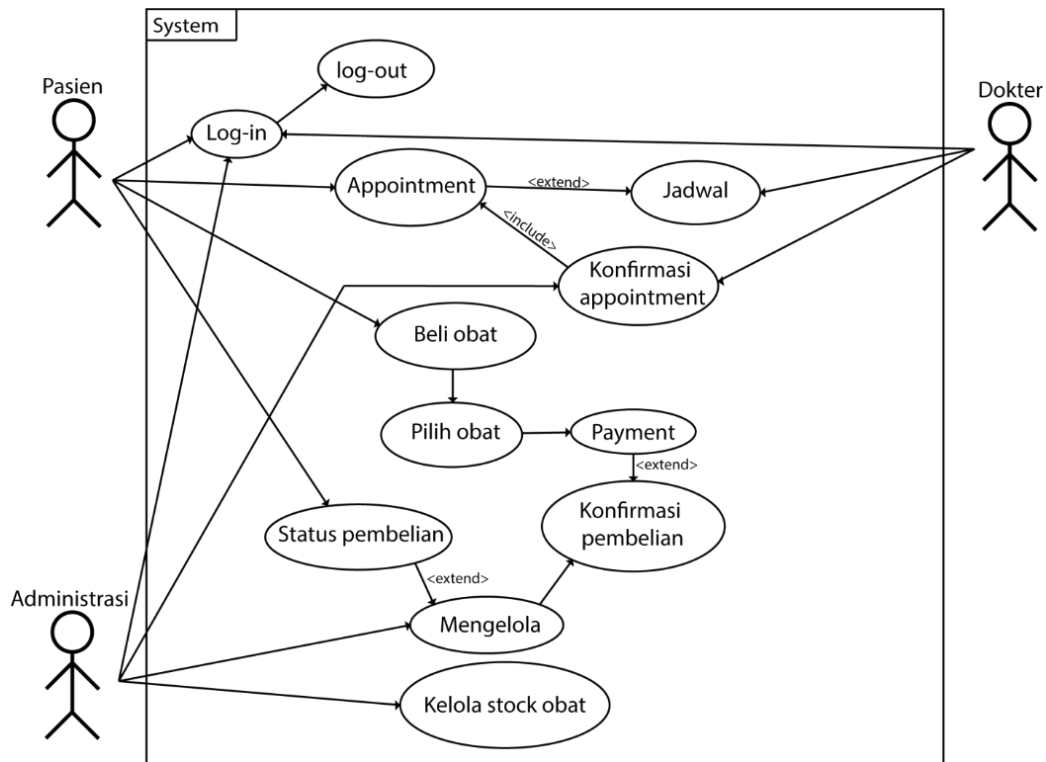 System
Pasien
log-out
Dokter
Log-in
Appointment
<extend>
Jadwal
<include>
Konfirmasi
appointment
Beli obat
Pilih obat
Payment
<extend>
Konfirmasi
pembelian
Status pembelian
<extend>
Administrasi
Mengelola
Kelola stock obat